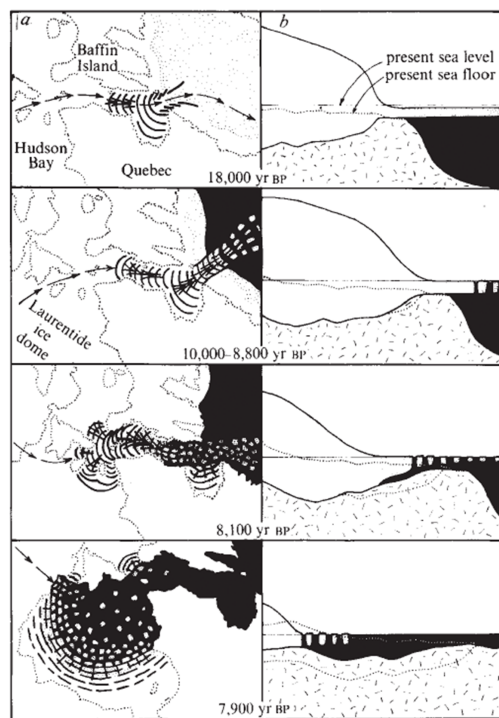 a
b
Baffin
Island
present sea level
present sea floor
Hudson
Bay
Quebec
18,000 yr BP
Laurentide
ice
dome
10,000–8,800 yr BP
8,100 yr BP
7,900 yr BP